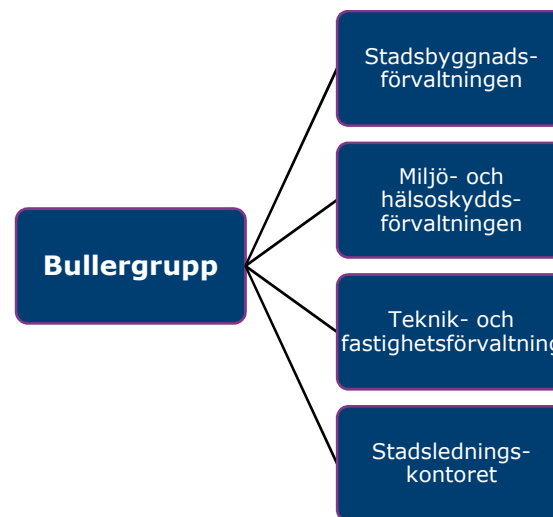 Stadsbyggnads-
förvaltningen
Miljö- och
hälsoskydds-
förvaltningen
Bullergrupp
Teknik- och
fastighetsförvaltning
Stadslednings-
kontoret